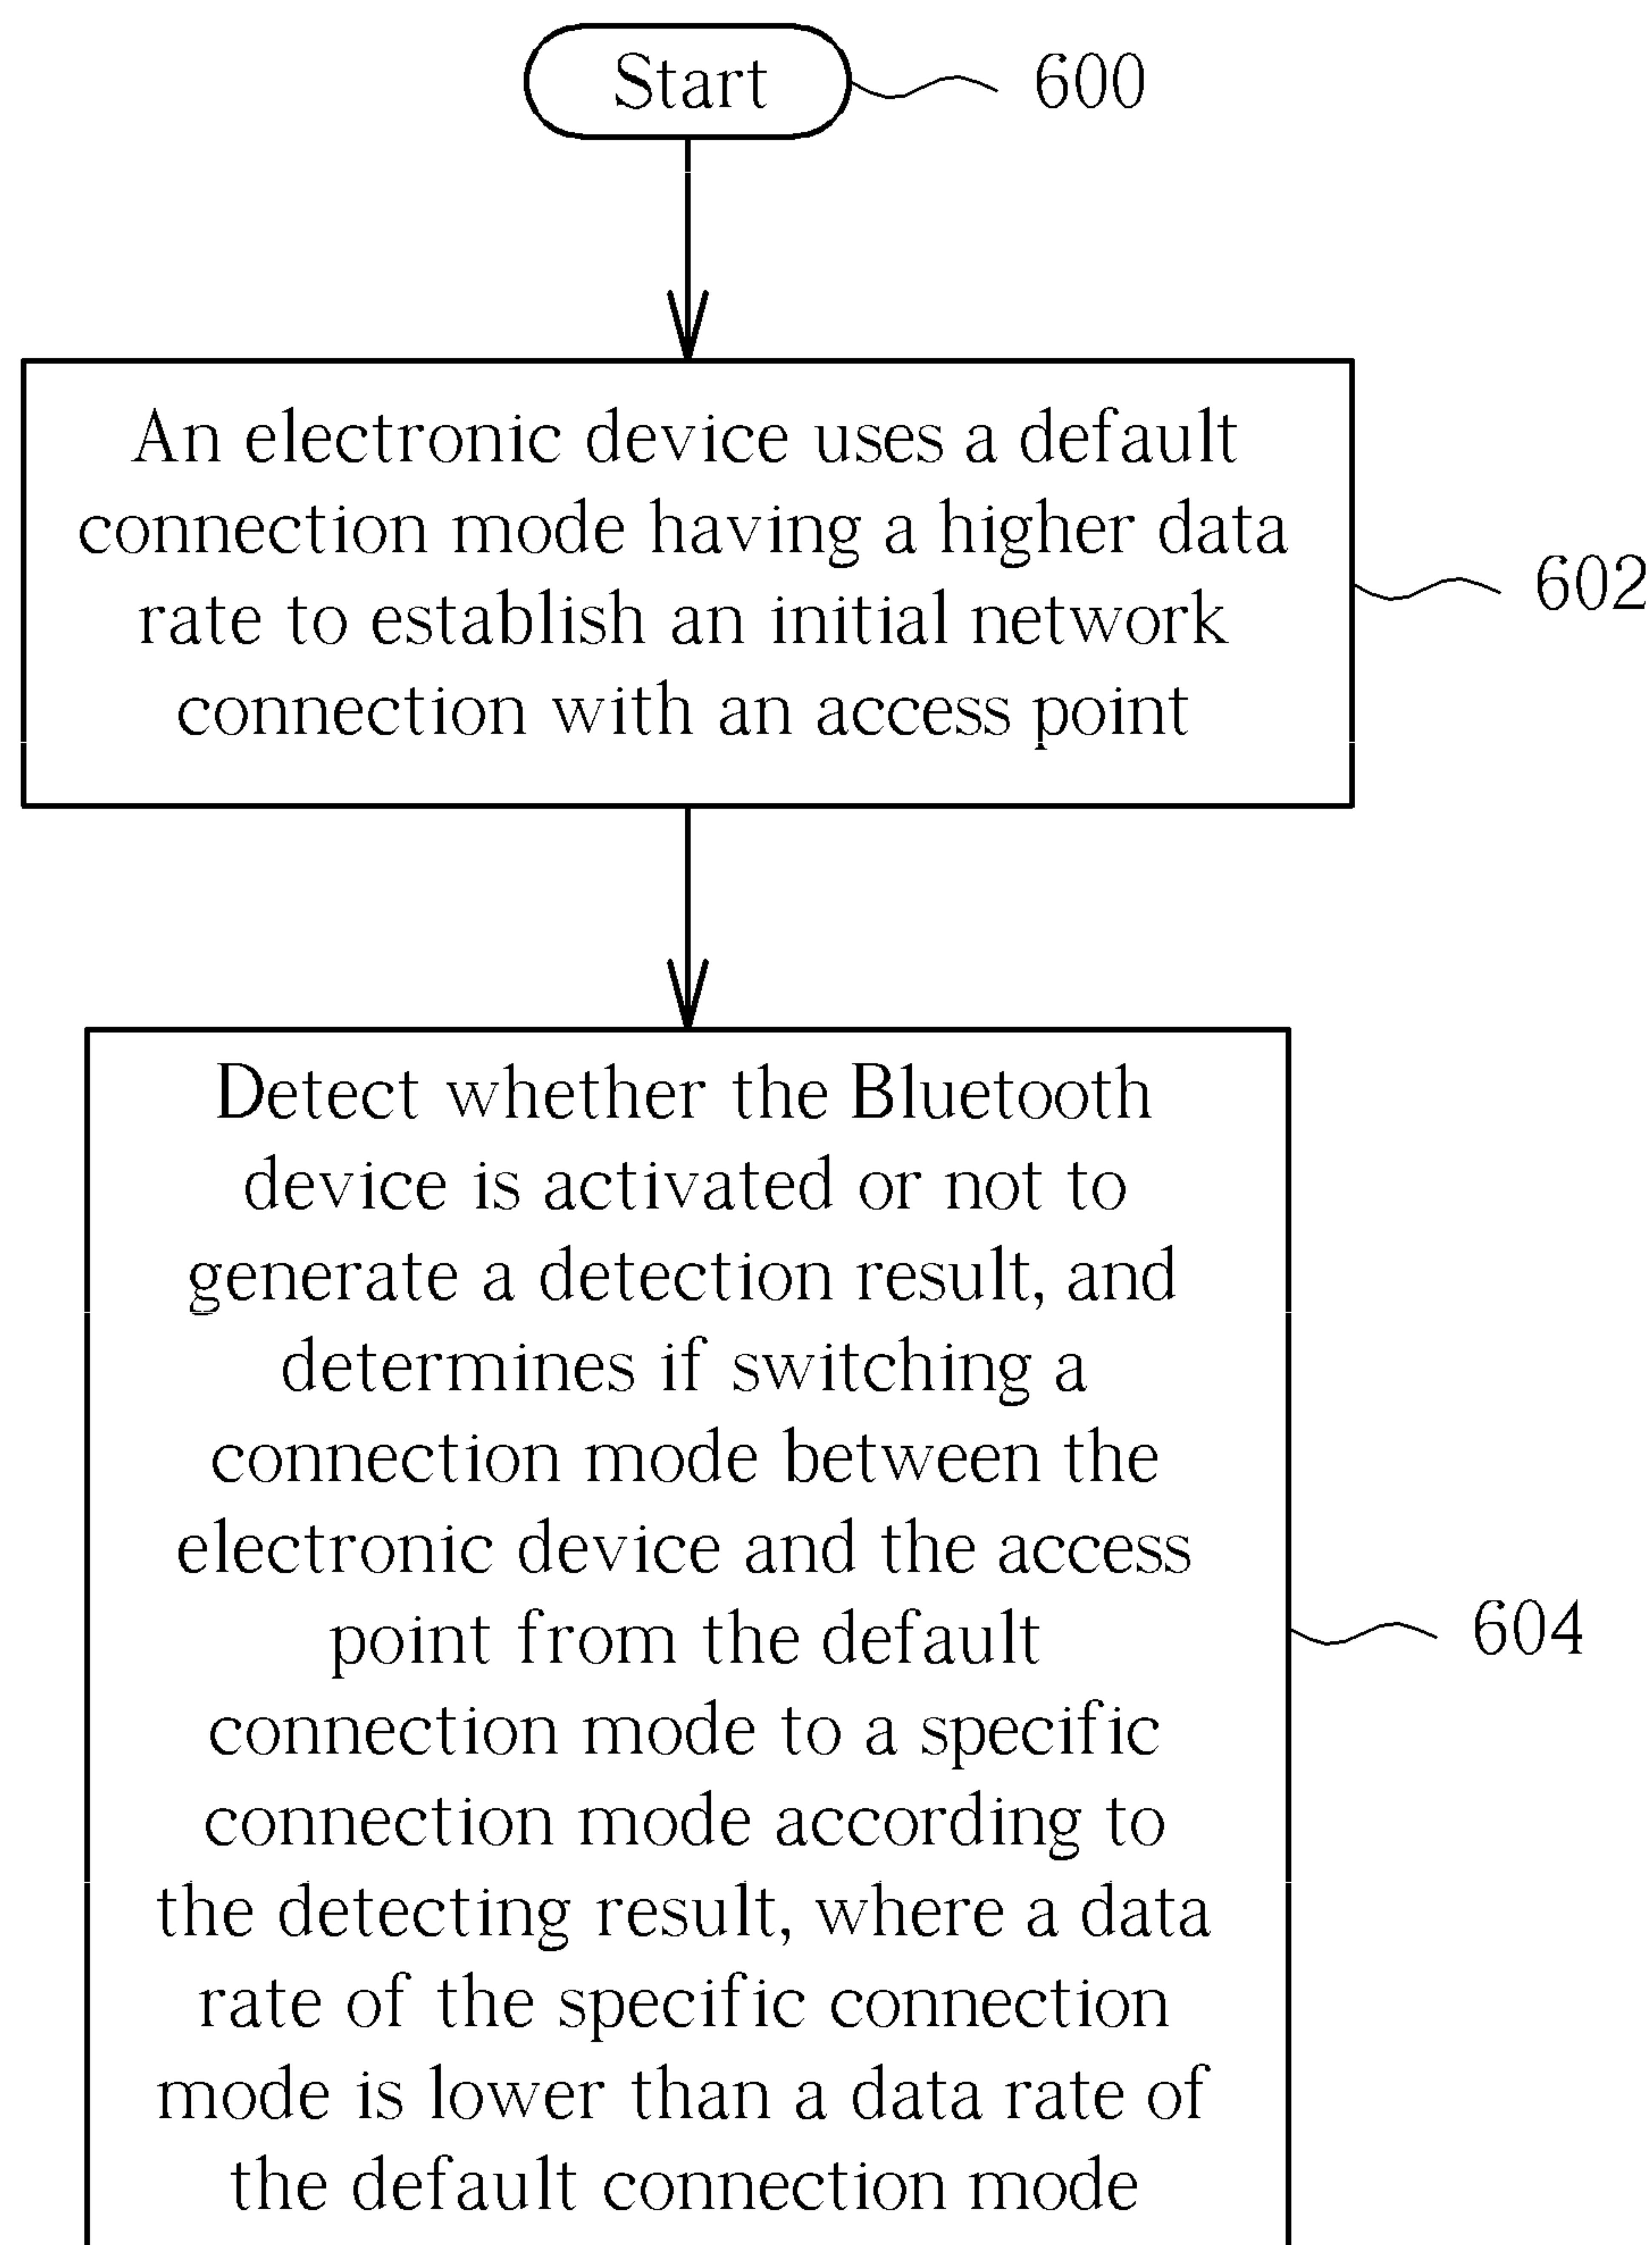 Start
600
An electronic device uses a default
connection mode having a higher data
rate to establish an initial network
connection with an access point
602
Detect whether the Bluetooth
device is activated or not to
generate a detection result, and
determines if switching a
connection mode between the
electronic device and the access
point from the default
connection mode to a specific
connection mode according to
the detecting result, where a data
rate of the specific connection
mode is lower than a data rate of
the default connection mode
604